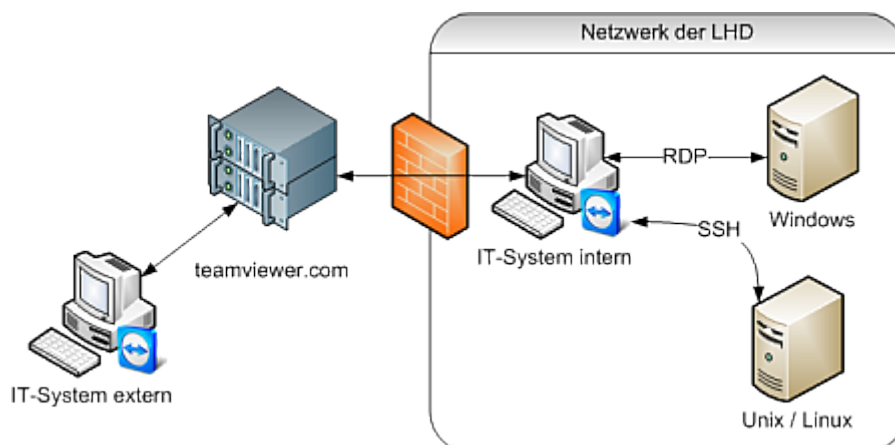 Netzwerk der LHD
RDP
Windows
SSH
IT-System intern
teamviewer.com
IT-System extern
Unix / Linux